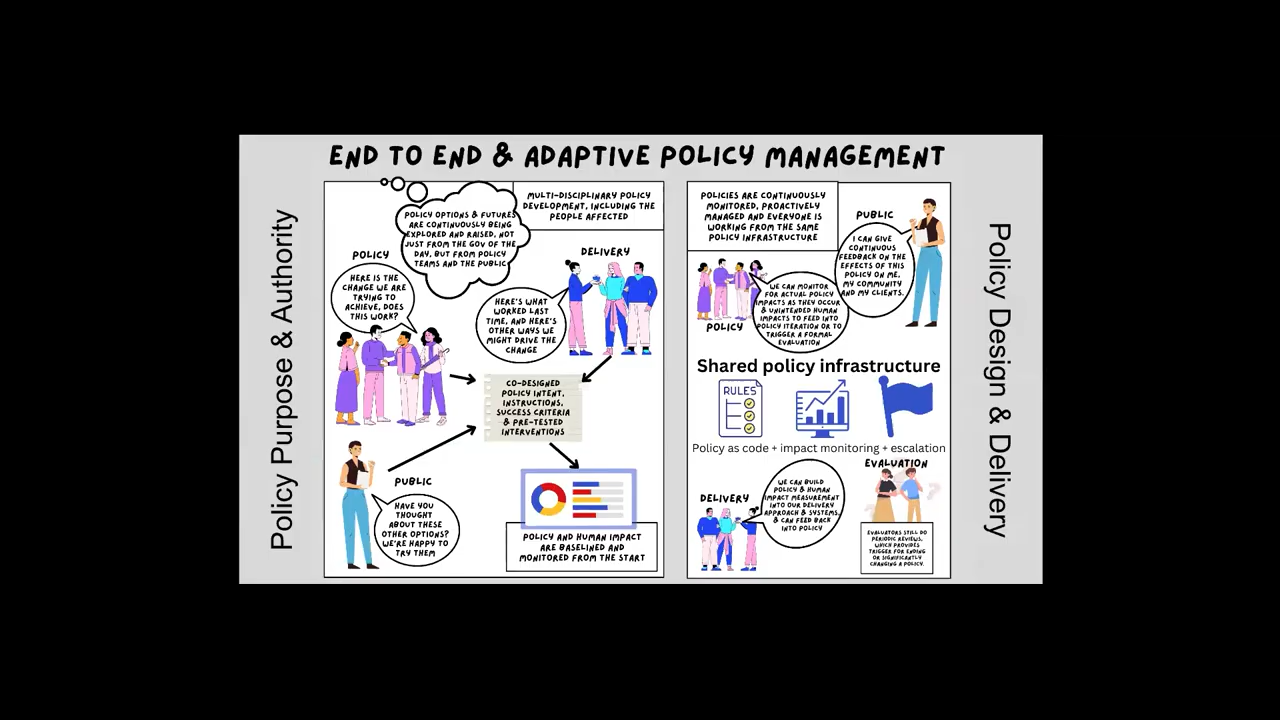 END TO END & ADAPTIVE POLICY MANAGEMENT
Policy Purpose & Authority
POLICY OPTIONS & FUTURES
ARE CONTINUOUSLY BEING
EXPLORED AND RAISED, NOT
JUST FROM THE GOV OF THE
DAY, BUT FROM POLICY
TEAMS AND THE PUBLIC
MULTI-DISCIPLINARY POLICY
DEVELOPMENT, INCLUDING THE
PEOPLE AFFECTED
POLICY
HERE IS THE
CHANGE WE ARE
TRYING TO
ACHIEVE, DOES
THIS WORK?
DELIVERY
HERE'S WHAT
WORKED LAST
TIME, AND HERE'S
OTHER WAYS WE
MIGHT DRIVE THE
CHANGE
CO-DESIGNED
POLICY INTENT,
INSTRUCTIONS,
SUCCESS CRITERIA
& PRE-TESTED
INTERVENTIONS
PUBLIC
HAVE YOU
THOUGHT
ABOUT THESE
OTHER OPTIONS?
WE'RE HAPPY TO
TRY THEM
POLICY AND HUMAN IMPACT
ARE BASELINED AND
MONITORED FROM THE START
POLICIES ARE CONTINUOUSLY
MONITORED, PROACTIVELY
MANAGED AND EVERYONE IS
WORKING FROM THE SAME
POLICY INFRASTRUCTURE
PUBLIC
I CAN GIVE
CONTINUOUS
FEEDBACK ON THE
EFFECTS OF THIS
POLICY ON ME,
MY COMMUNITY
AND MY CLIENTS.
POLICY
WE CAN MONITOR
FOR ACTUAL POLICY
IMPACTS AS THEY OCCUR
& UNINTENDED HUMAN
IMPACTS TO FEED INTO
POLICY ITERATION OR TO
TRIGGER A FORMAL
EVALUATION
Shared policy infrastructure
RULES
Policy as code + impact monitoring + escalation
DELIVERY
WE CAN BUILD
POLICY & HUMAN
IMPACT MEASUREMENT
INTO OUR DELIVERY
APPROACH & SYSTEMS,
& CAN FEED BACK
INTO POLICY
EVALUATION
EVALUATORS STILL DO
PERIODIC REVIEWS,
WHICH PROVIDES
TRIGGER FOR ENDING
OR SIGNIFICANTLY
CHANGING A POLICY.
Policy Design & Delivery